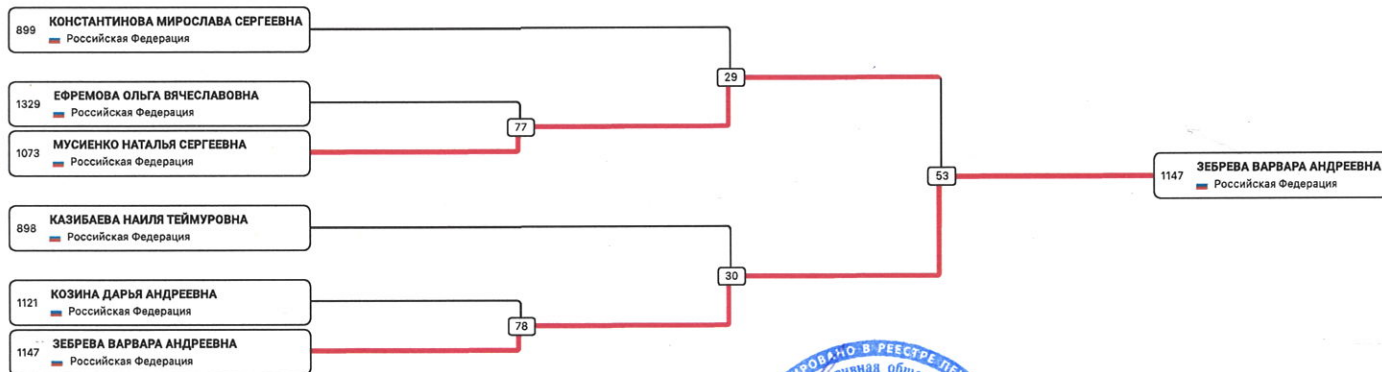 899 КОНСТАНТИНОВА МИРОСЛАВА СЕРГЕЕВНА
Российская Федерация
1329 ЕФРЕМОВА ОЛЬГА ВЯЧЕСЛАВОВНА
Российская Федерация
1073 МУСИЕНКО НАТАЛЬЯ СЕРГЕЕВНА
Российская Федерация
77
29
898 КАЗИБАЕВА НАИЛЯ ТЕЙМУРОВНА
Российская Федерация
1121 КОЗИНА ДАРЬЯ АНДРЕЕВНА
Российская Федерация
1147 ЗЕБРЕВА ВАРВАРА АНДРЕЕВНА
Российская Федерация
78
30
53
1147 ЗЕБРЕВА ВАРВАРА АНДРЕЕВНА
Российская Федерация
В РЕЕСТРЕ